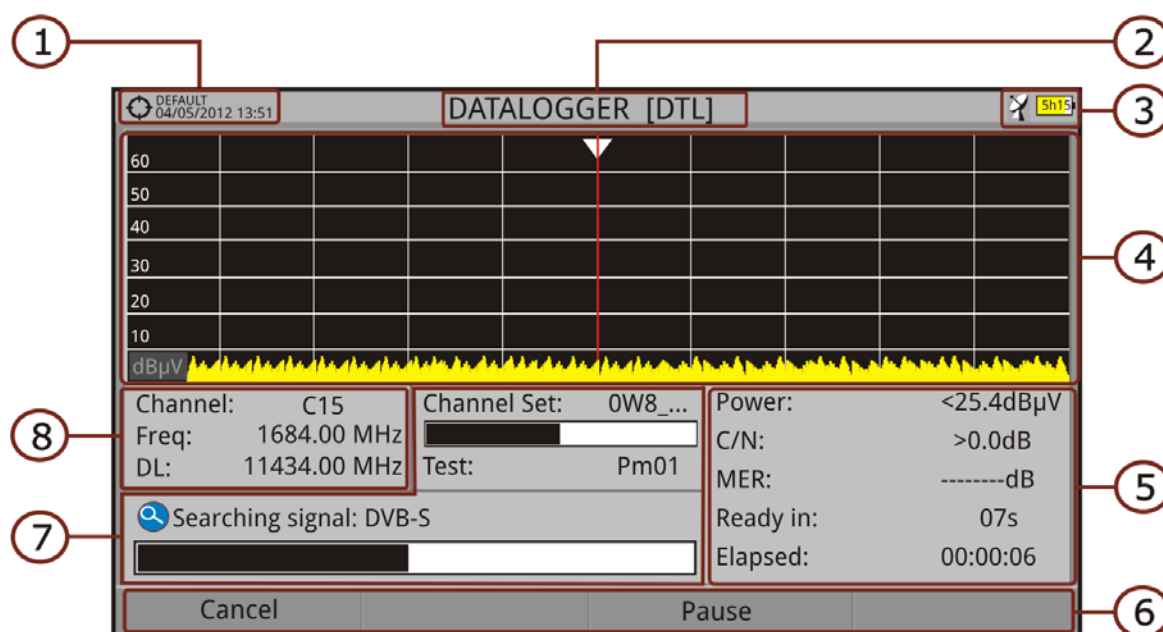 1
2
DEFAULT
04/05/2012 13:51
DATALOGGER [DTL]
5h15
3
60
50
40
30
20
10
dBµV
4
Channel: C15
Freq: 1684.00 MHz
DL: 11434.00 MHz
8
Channel Set: 0W8_...
Test: Pm01
Power: <25.4dBµV
C/N: >0.0dB
MER: --------dB
Ready in: 07s
Elapsed: 00:00:06
5
7
Searching signal: DVB-S
Cancel
Pause
6